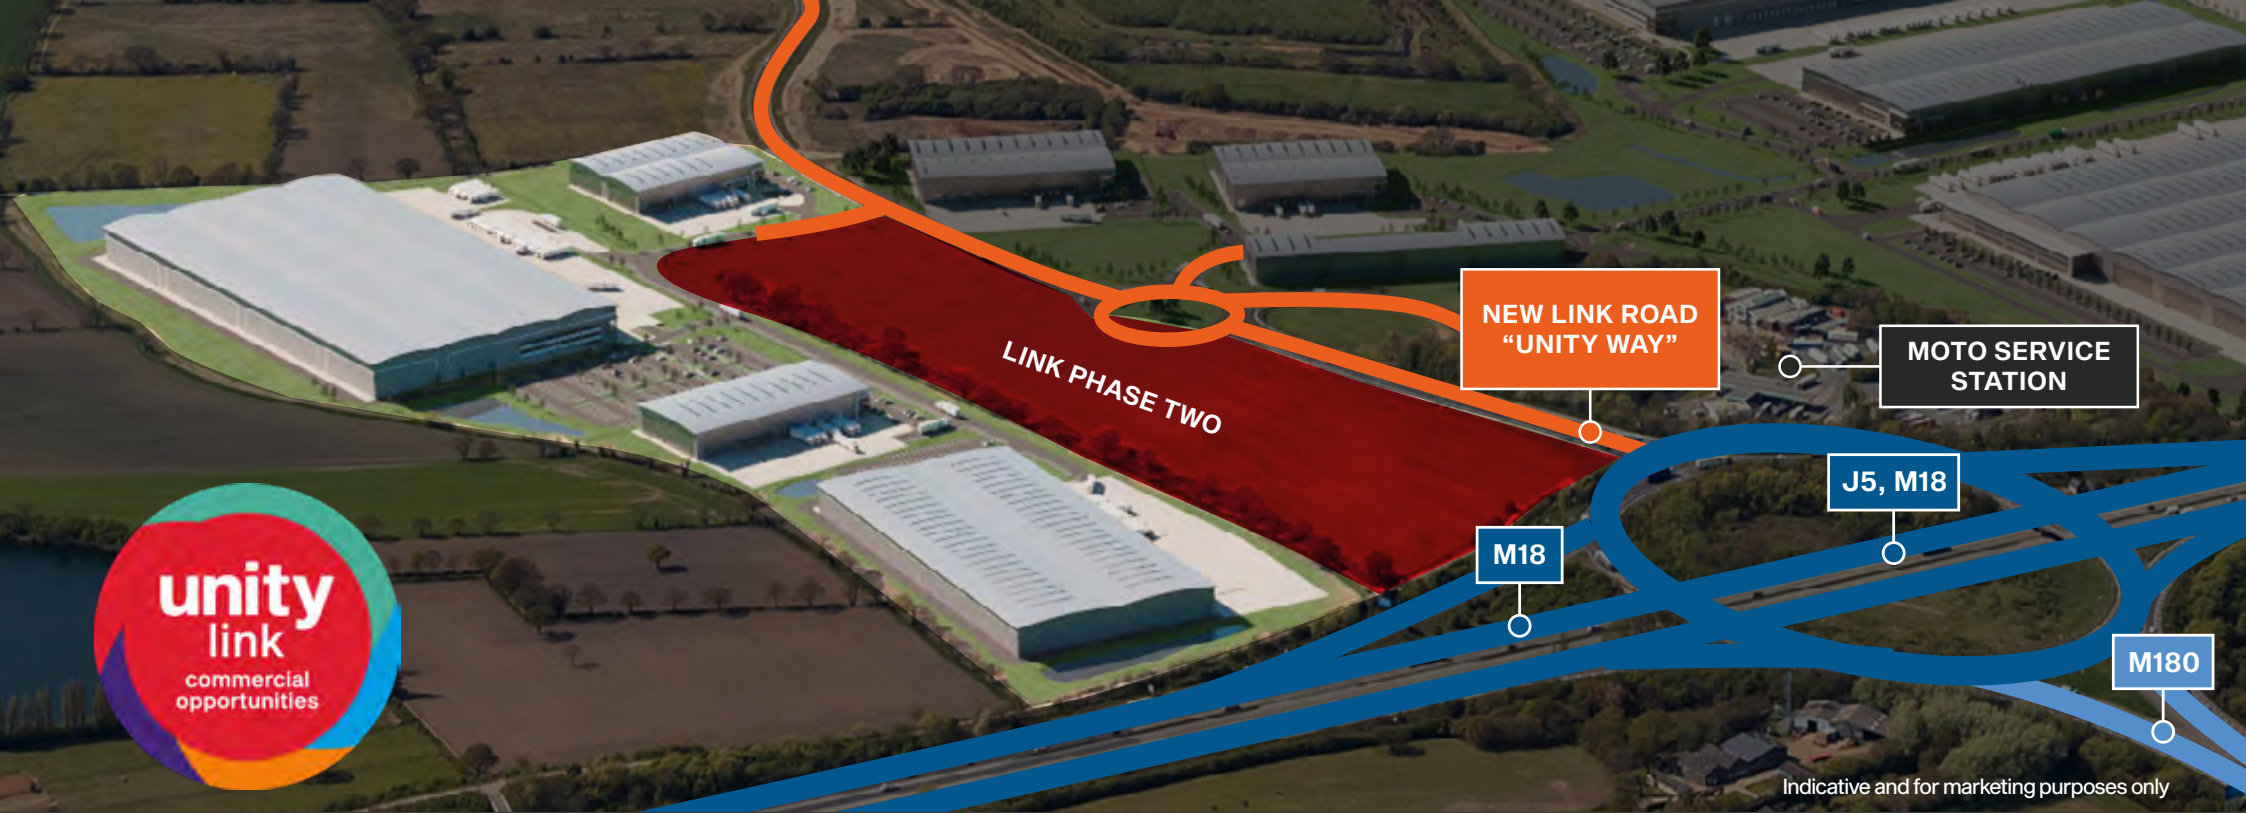 NEW LINK ROAD
“UNITY WAY”
MOTO SERVICE
STATION
LINK PHASE TWO
J5, M18
M18
M180
unity
link
commercial
opportunities
Indicative and for marketing purposes only